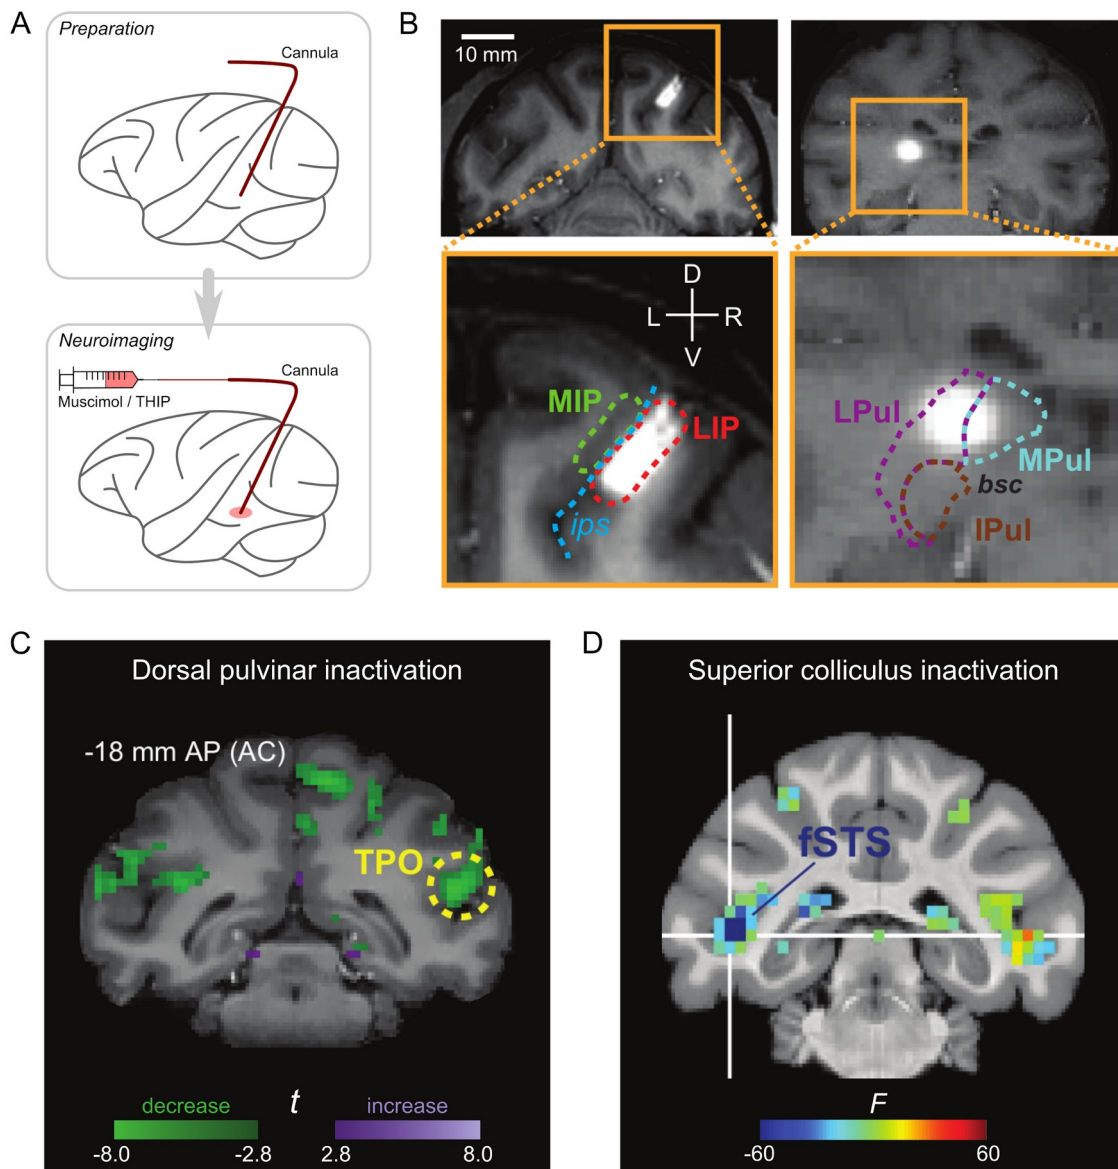 A
Preparation
Cannula
Neuroimaging
Cannula
Muscimol / THIP
B
10 mm
D
L R
V
MIP
LIP
ips
LPul
MPul
bsc
IPul
C
Dorsal pulvinar inactivation
-18 mm AP (AC)
TPO
decrease t increase
-8.0 -2.8 2.8 8.0
D
Superior colliculus inactivation
fSTS
F
-60 60